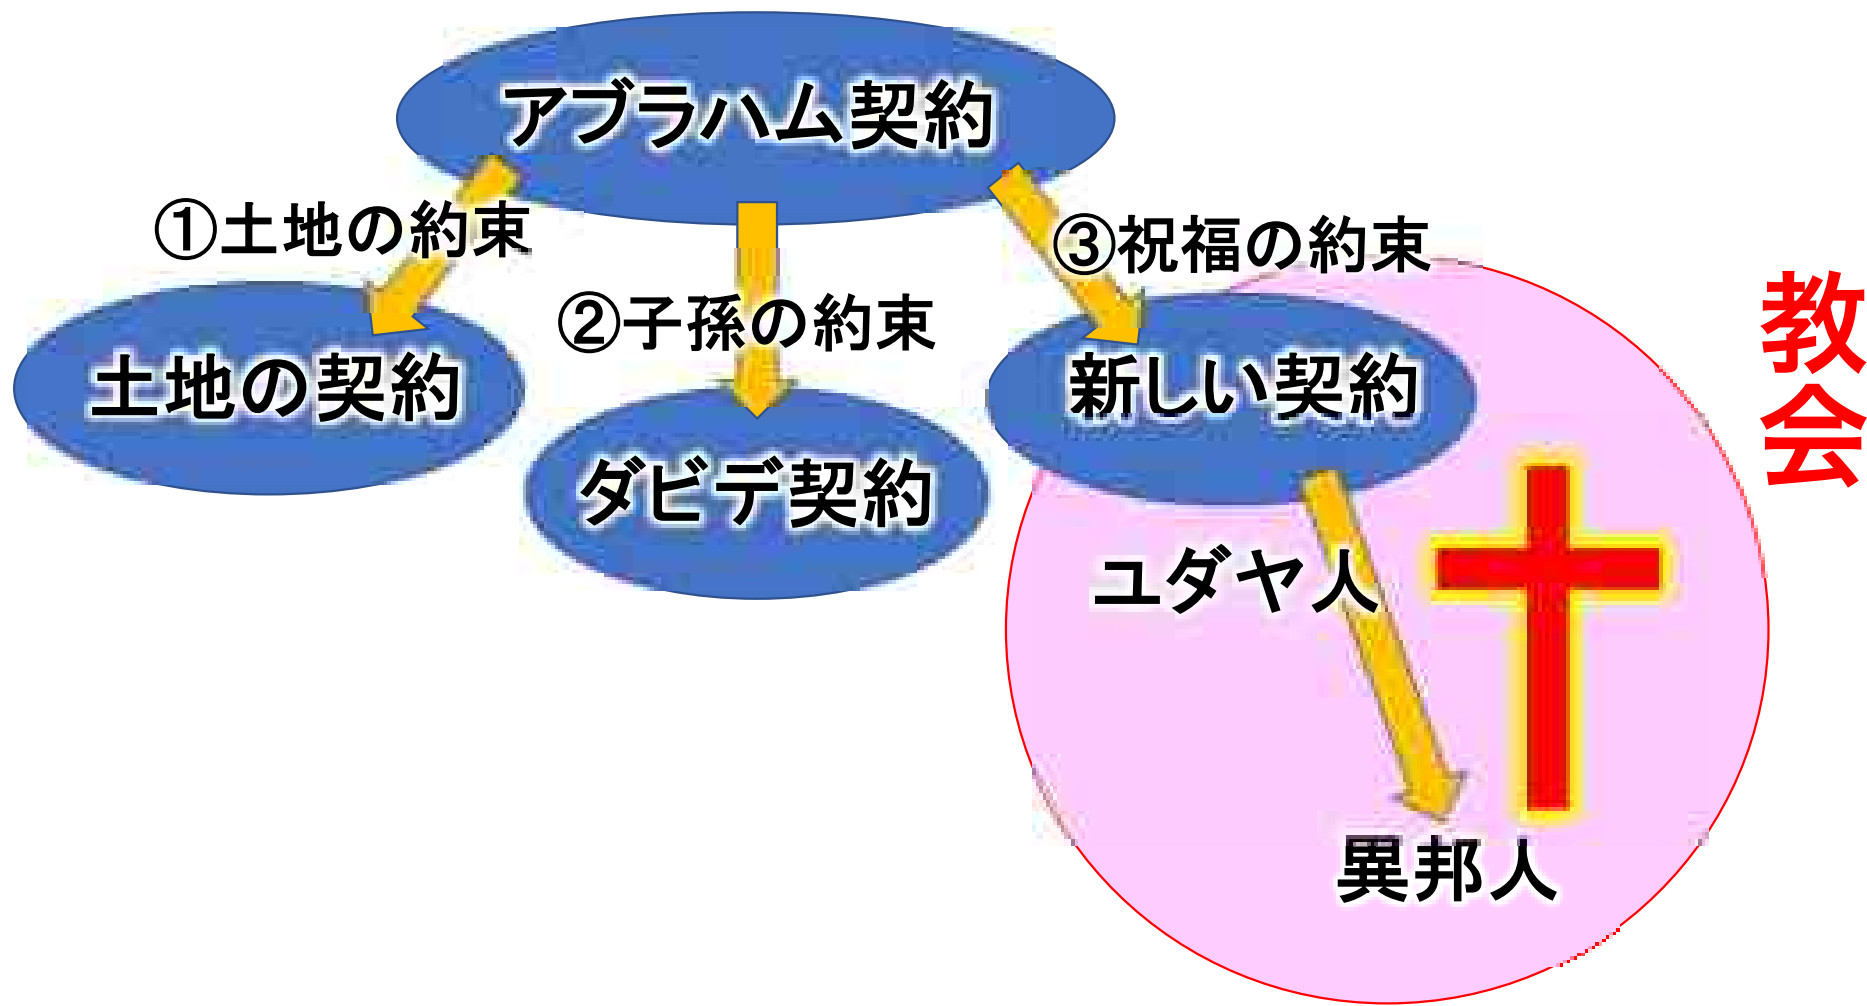 アブラハム契約
①土地の約束
②子孫の約束
③祝福の約束
土地の契約
ダビデ契約
新しい契約
教会
ユダヤ人
異邦人